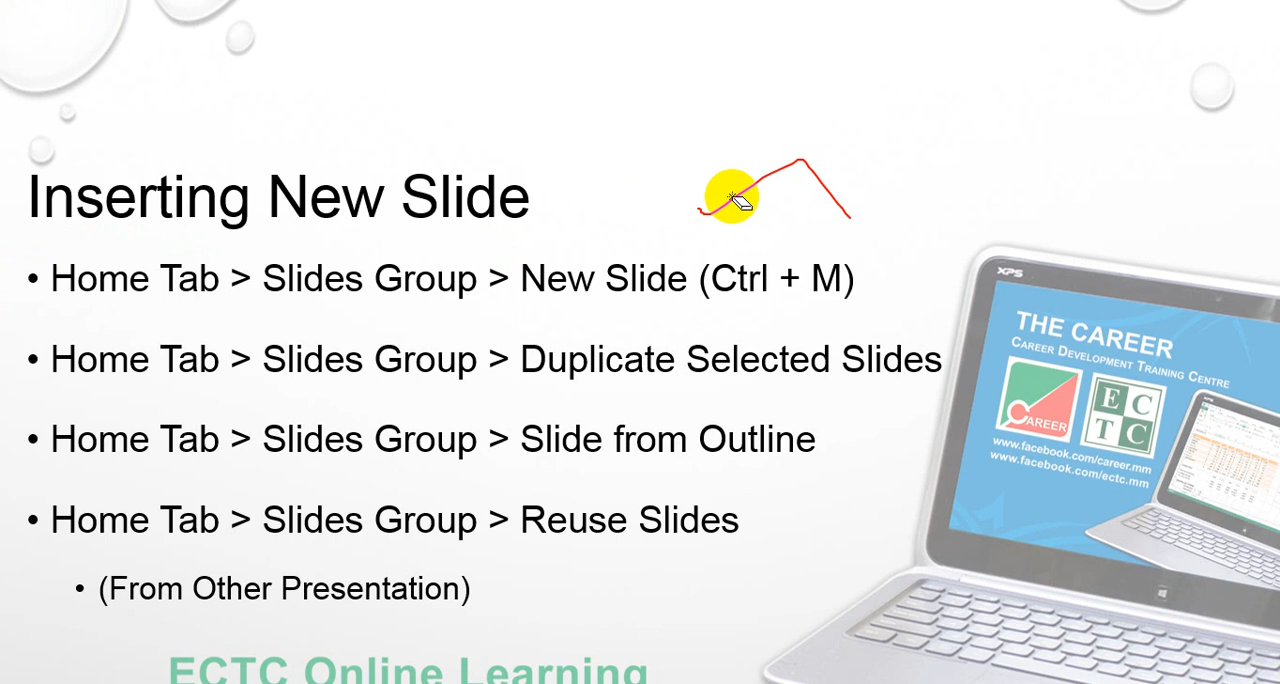 Inserting New Slide
• Home Tab > Slides Group > New Slide (Ctrl + M)
• Home Tab > Slides Group > Duplicate Selected Slides
• Home Tab > Slides Group > Slide from Outline
• Home Tab > Slides Group > Reuse Slides
• (From Other Presentation)
ECTC Online Learning
XPS
THE CAREER
CAREER DEVELOPMENT TRAINING CENTRE
CAREER
E C
T C
www.facebook.com/career.mm
www.facebook.com/ectc.mm